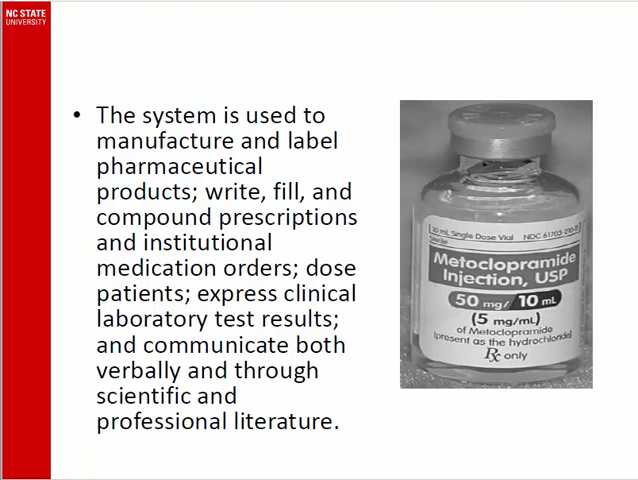 NC STATE
UNIVERSITY
• The system is used to
manufacture and label
pharmaceutical
products; write, fill, and
compound prescriptions
and institutional
medication orders; dose
patients; express clinical
laboratory test results;
and communicate both
verbally and through
scientific and
professional literature.
10 mL Single Dose Vial NDC
Sterile
Metoclopramide
Injection, USP
50 mg/ 10 mL
(5 mg/mL)
of Metoclopramide
(present as the hydrochloride)
Rx only